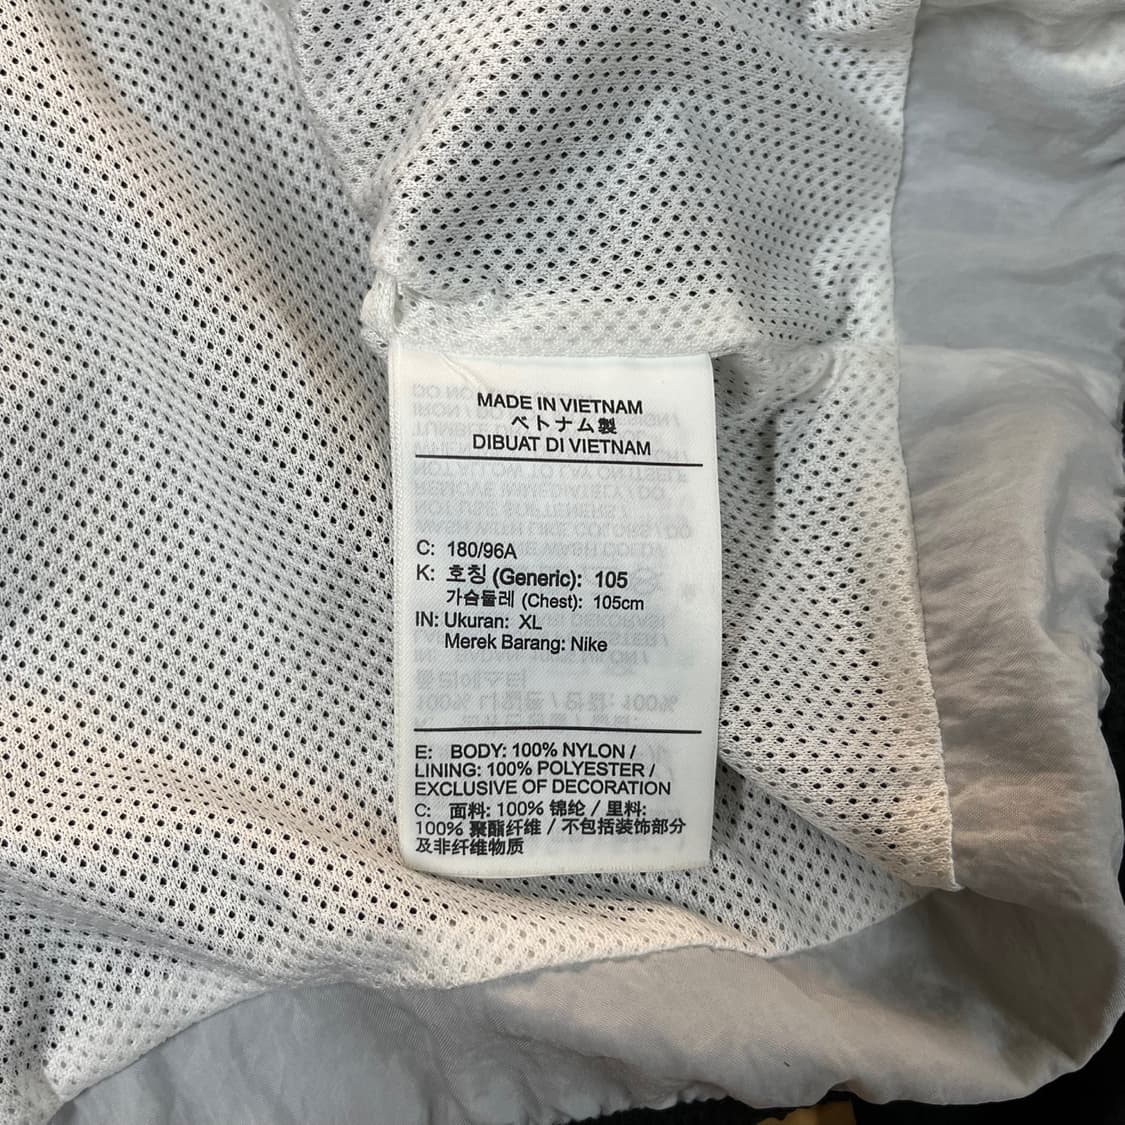 MADE IN VIETNAM
ベトナム製
DIBUAT DI VIETNAM
C: 180/96A
K: 호칭 (Generic): 105
가슴둘레 (Chest): 105cm
IN: Ukuran: XL
Merek Barang: Nike
E: BODY: 100% NYLON /
LINING: 100% POLYESTER /
EXCLUSIVE OF DECORATION
C: 面料: 100% 锦纶 / 里料:
100% 聚酯纤维 / 不包括装饰部分
及非纤维物质